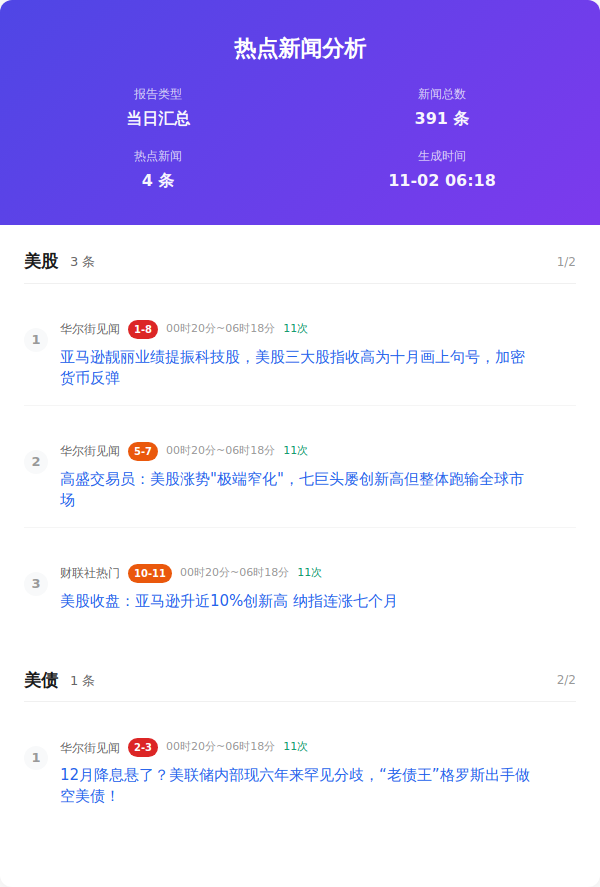 热点新闻分析
报告类型
新闻总数
当日汇总
391 条
热点新闻
生成时间
4 条
11-02 06:18
美股 3 条 1/2
1 华尔街见闻 1-8 00时20分~06时18分 11次
亚马逊靓丽业绩提振科技股，美股三大股指收高为十月画上句号，加密
货币反弹
2 华尔街见闻 5-7 00时20分~06时18分 11次
高盛交易员：美股涨势"极端窄化"，七巨头屡创新高但整体跑输全球市
场
3 财联社热门 10-11 00时20分~06时18分 11次
美股收盘：亚马逊升近10%创新高 纳指连涨七个月
美债 1 条 2/2
1 华尔街见闻 2-3 00时20分~06时18分 11次
12月降息悬了？美联储内部现六年来罕见分歧，“老债王”格罗斯出手做
空美债！